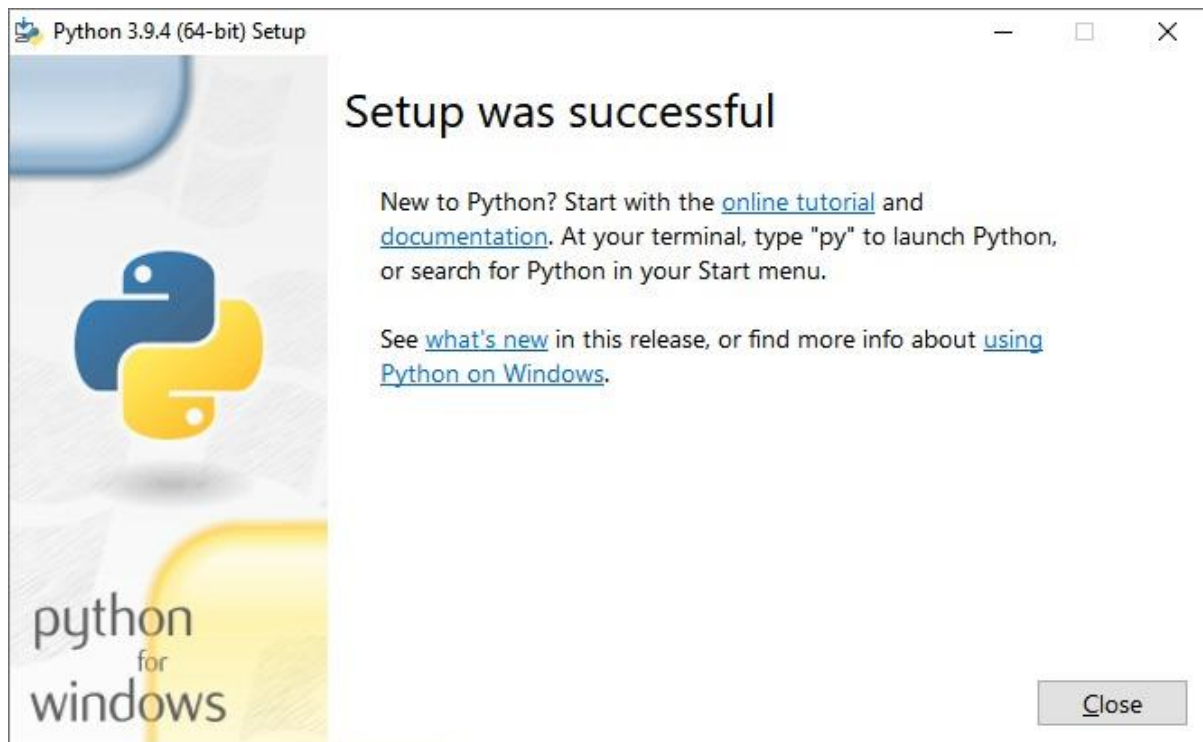 Python 3.9.4 (64-bit) Setup
Setup was successful
New to Python? Start with the online tutorial and
documentation. At your terminal, type "py" to launch Python,
or search for Python in your Start menu.
See what's new in this release, or find more info about using
Python on Windows.
python
for
windows
Close